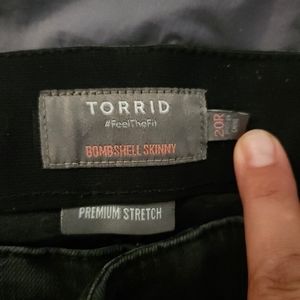 TORRID
#FeelTheFit
BOMBSHELL SKINNY
20R
PREMIUM STRETCH